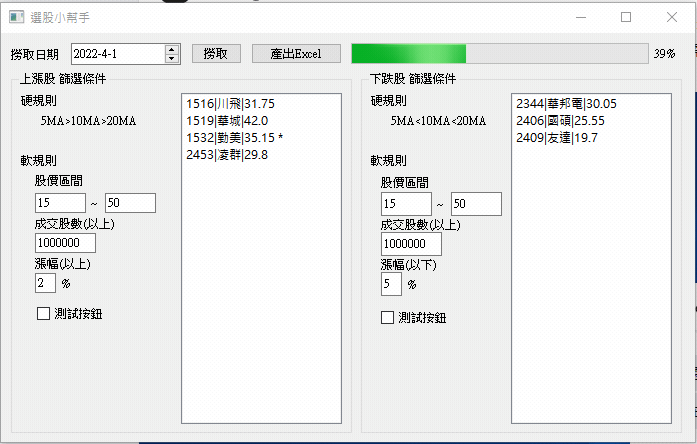 選股小幫手
撈取日期 2022-4-1 撈取 產出Excel 39%
上漲股 篩選條件
硬規則
5MA>10MA>20MA
軟規則
股價區間
15 ~ 50
成交股數(以上)
1000000
漲幅(以上)
2 %
測試按鈕
1516|川飛|31.75
1519|華城|42.0
1532|勤美|35.15 *
2453|凌群|29.8
下跌股 篩選條件
硬規則
5MA<10MA<20MA
軟規則
股價區間
15 ~ 50
成交股數(以上)
1000000
漲幅(以下)
5 %
測試按鈕
2344|華邦電|30.05
2406|國碩|25.55
2409|友達|19.7